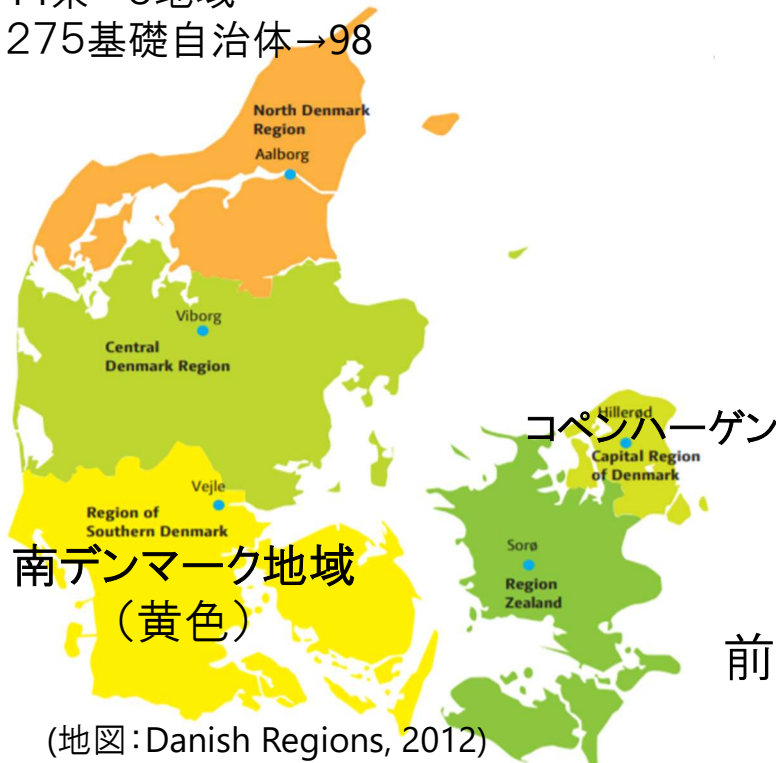 275基礎自治体→98
North Denmark
Region
Aalborg
Viborg
Central
Denmark Region
Hillerød
コペンハーゲン
Capital Region
of Denmark
Vejle
Region of
Southern Denmark
南デンマーク地域
（黄色）
Sorø
Region
Zealand
前
(地図：Danish Regions, 2012)